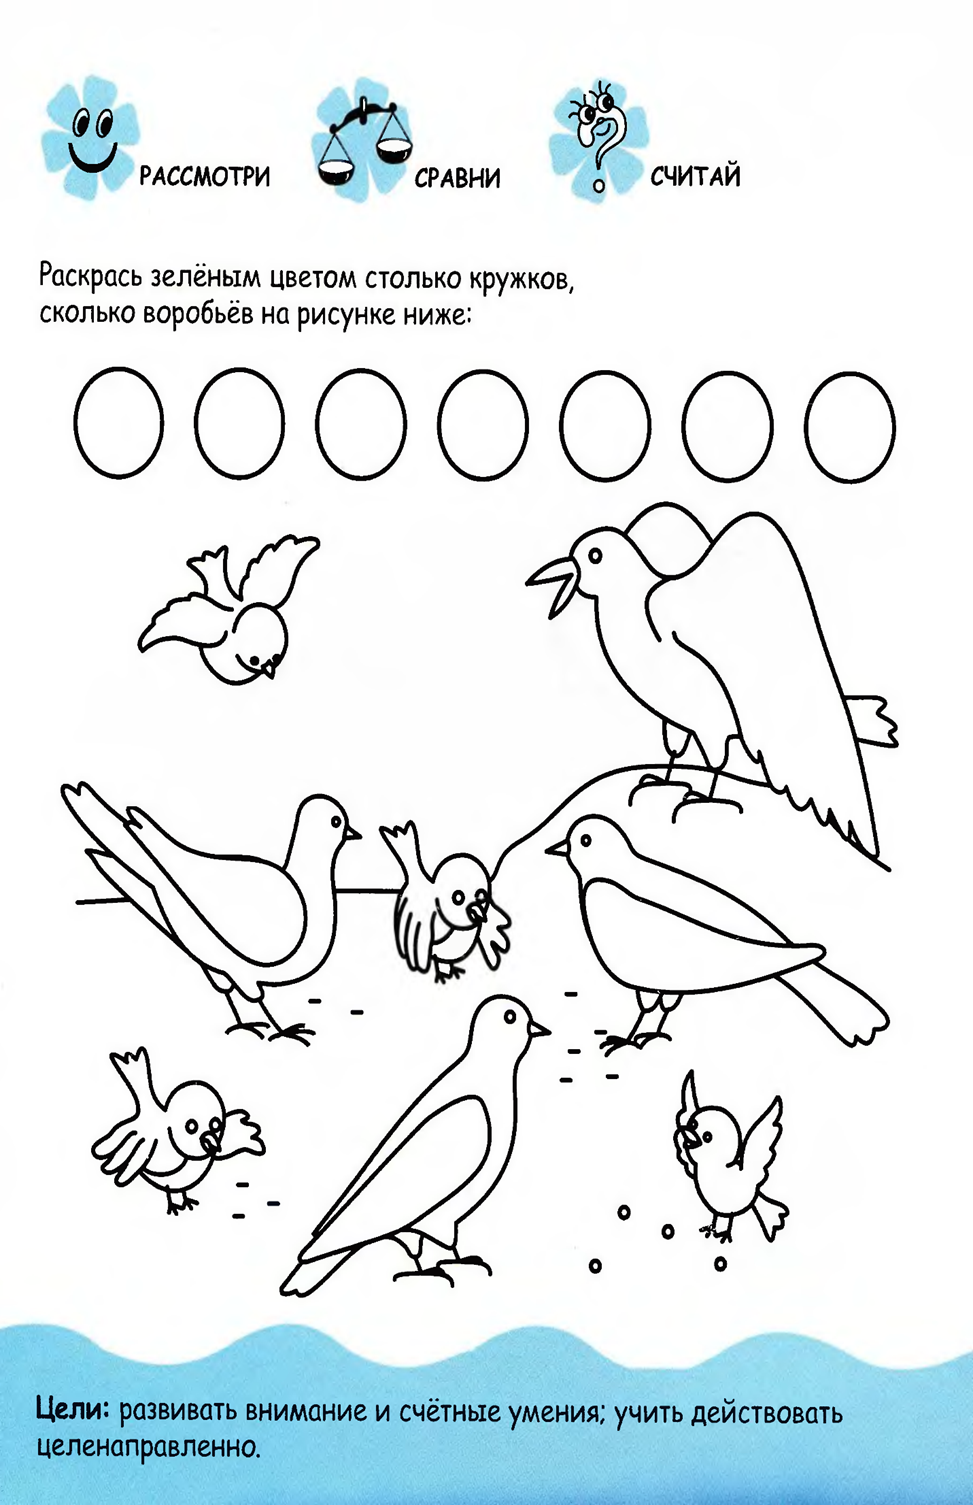 РАССМОТРИ СРАВНИ СЧИТАЙ
Раскрась зелёным цветом столько кружков,
сколько воробьёв на рисунке ниже:
Цели: развивать внимание и счётные умения; учить действовать
целенаправленно.